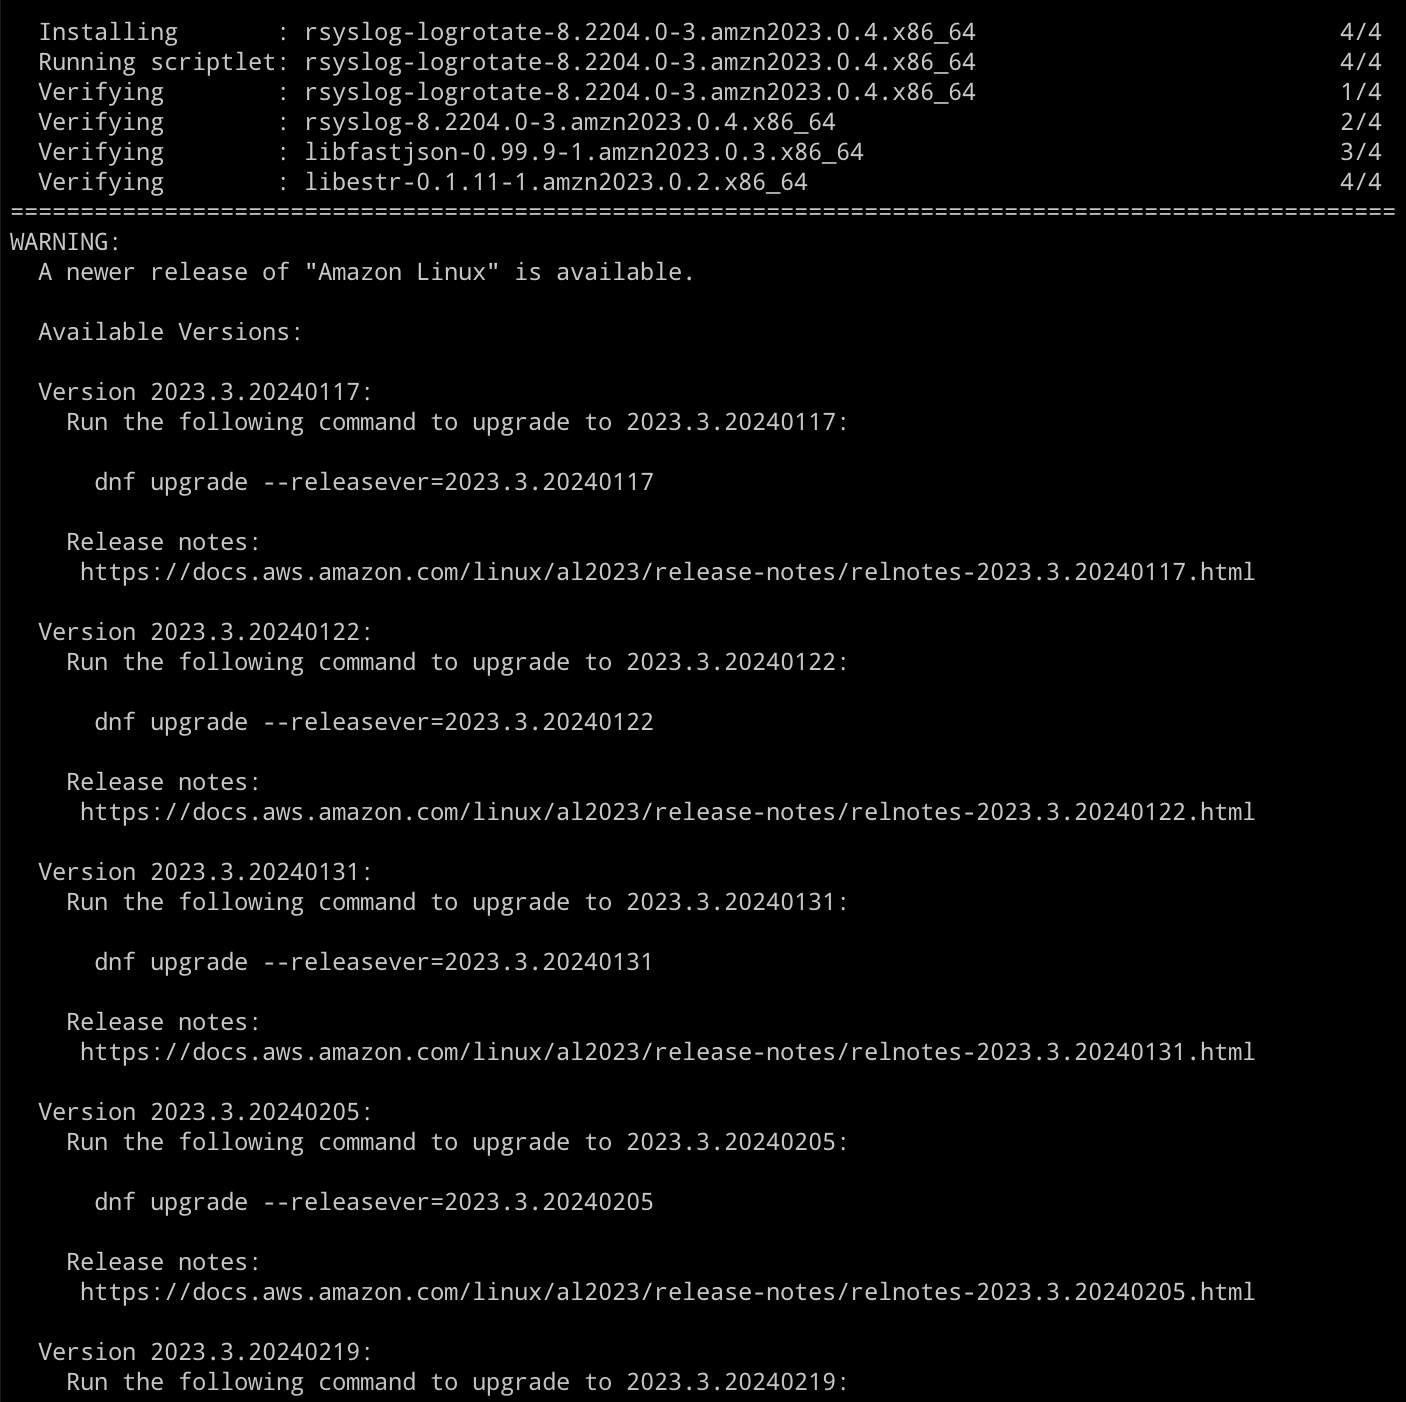 Installing       : rsyslog-logrotate-8.2204.0-3.amzn2023.0.4.x86_64                          4/4
Running scriptlet: rsyslog-logrotate-8.2204.0-3.amzn2023.0.4.x86_64                          4/4
Verifying        : rsyslog-logrotate-8.2204.0-3.amzn2023.0.4.x86_64                          1/4
Verifying        : rsyslog-8.2204.0-3.amzn2023.0.4.x86_64                                    2/4
Verifying        : libfastjson-0.99.9-1.amzn2023.0.3.x86_64                                  3/4
Verifying        : libestr-0.1.11-1.amzn2023.0.2.x86_64                                      4/4
===================================================================================================
WARNING:
  A newer release of "Amazon Linux" is available.

  Available Versions:

  Version 2023.3.20240117:
    Run the following command to upgrade to 2023.3.20240117:

      dnf upgrade --releasever=2023.3.20240117

    Release notes:
     https://docs.aws.amazon.com/linux/al2023/release-notes/relnotes-2023.3.20240117.html

  Version 2023.3.20240122:
    Run the following command to upgrade to 2023.3.20240122:

      dnf upgrade --releasever=2023.3.20240122

    Release notes:
     https://docs.aws.amazon.com/linux/al2023/release-notes/relnotes-2023.3.20240122.html

  Version 2023.3.20240131:
    Run the following command to upgrade to 2023.3.20240131:

      dnf upgrade --releasever=2023.3.20240131

    Release notes:
     https://docs.aws.amazon.com/linux/al2023/release-notes/relnotes-2023.3.20240131.html

  Version 2023.3.20240205:
    Run the following command to upgrade to 2023.3.20240205:

      dnf upgrade --releasever=2023.3.20240205

    Release notes:
     https://docs.aws.amazon.com/linux/al2023/release-notes/relnotes-2023.3.20240205.html

  Version 2023.3.20240219:
    Run the following command to upgrade to 2023.3.20240219: